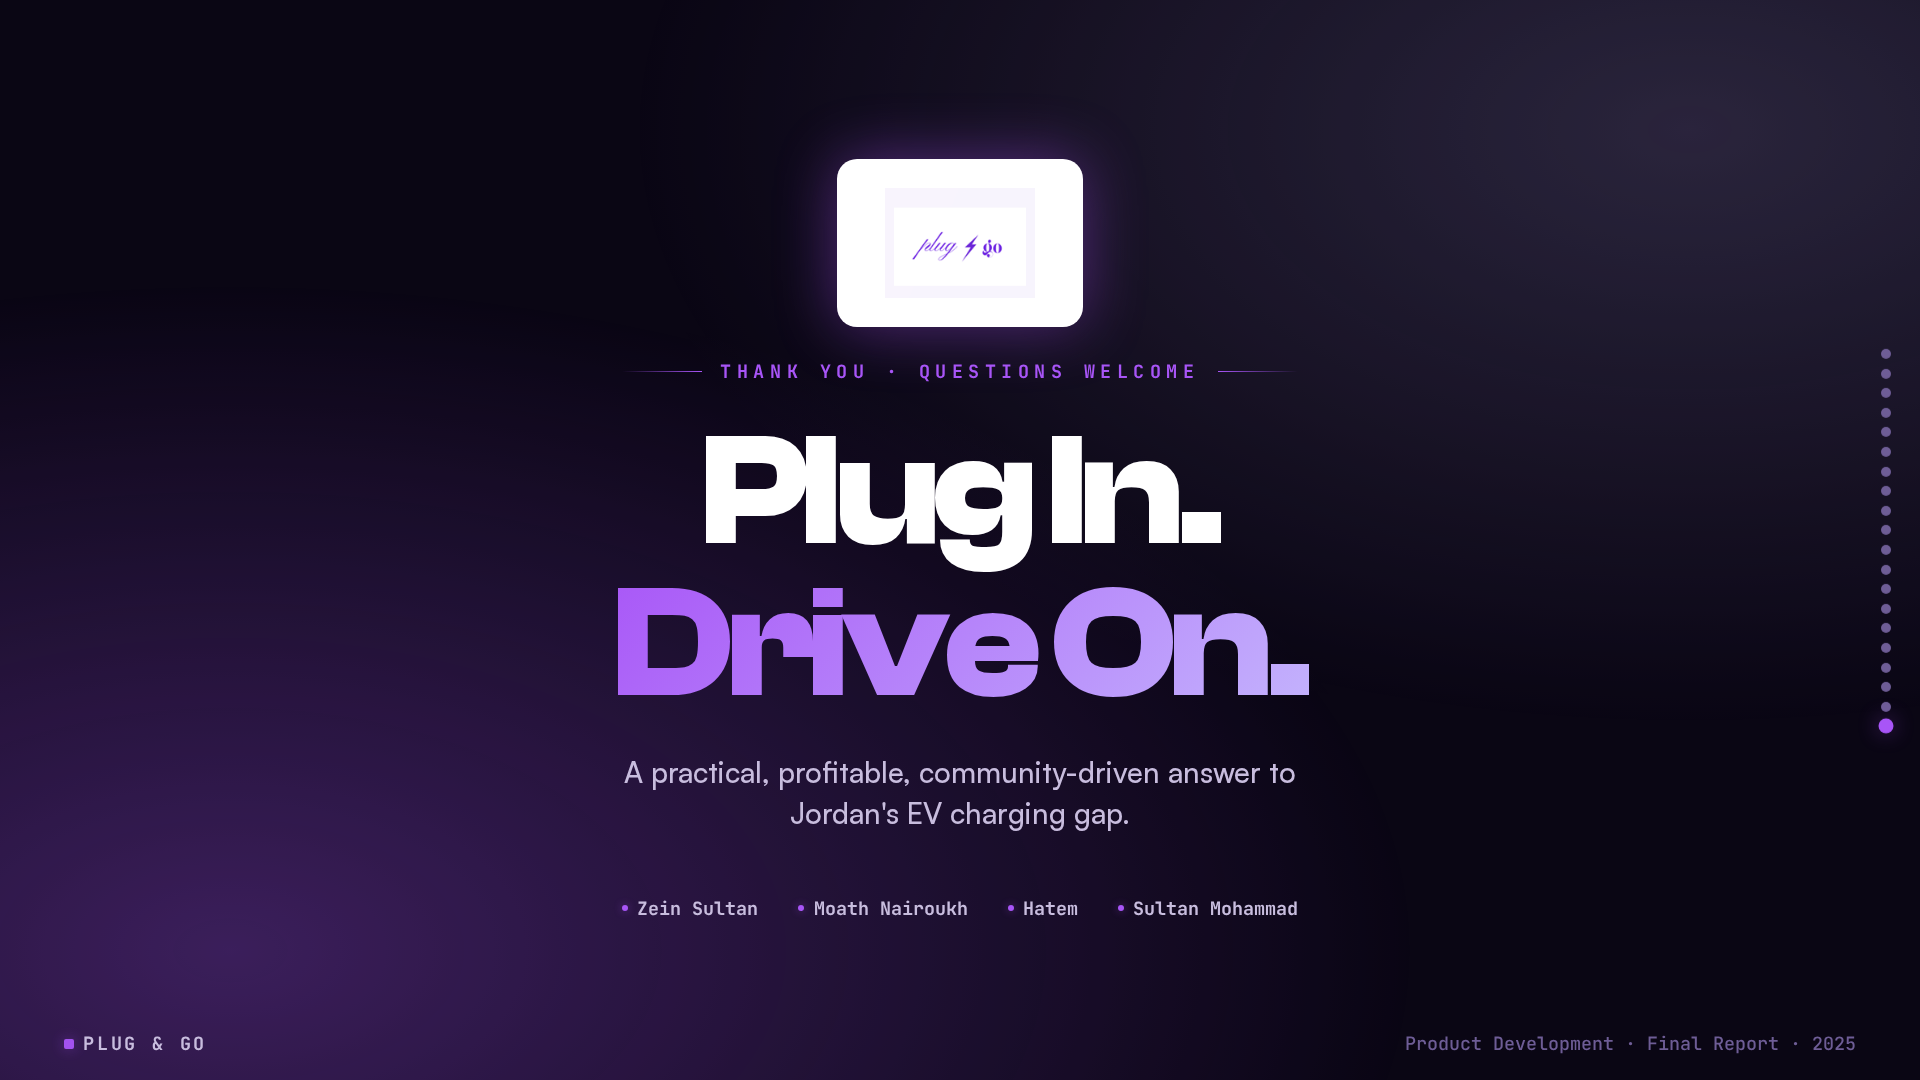 plug go
THANK YOU · QUESTIONS WELCOME
Plug In.
Drive On.
A practical, profitable, community-driven answer to
Jordan's EV charging gap.
Zein Sultan Moath Nairoukh Hatem Sultan Mohammad
PLUG & GO
Product Development · Final Report · 2025